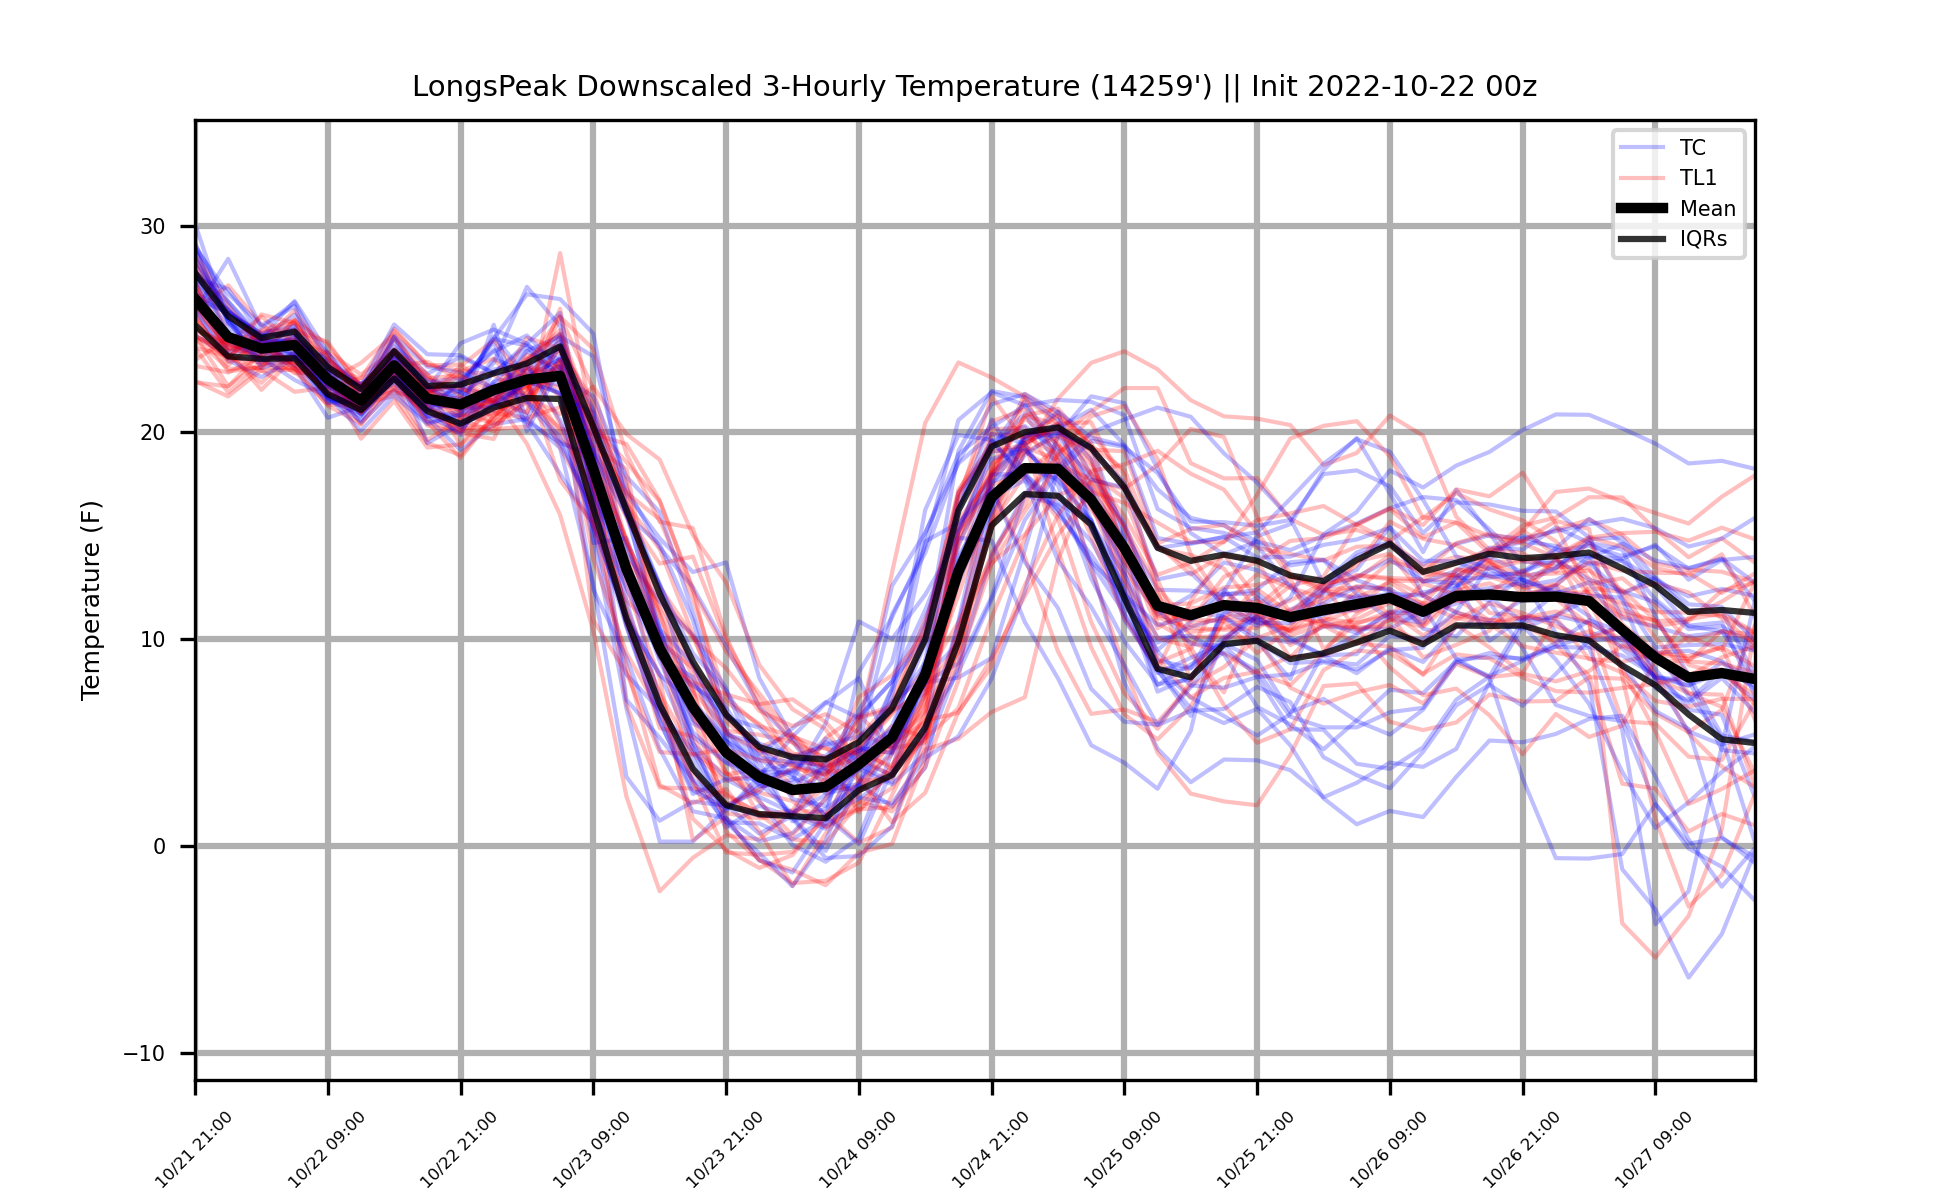 LongsPeak Downscaled 3-Hourly Temperature (14259') || Init 2022-10-22 00z
TC
TL1
Mean
IQRs
Temperature (F)
30
20
10
0
−10
10/21 21:00
10/22 09:00
10/22 21:00
10/23 09:00
10/23 21:00
10/24 09:00
10/24 21:00
10/25 09:00
10/25 21:00
10/26 09:00
10/26 21:00
10/27 09:00